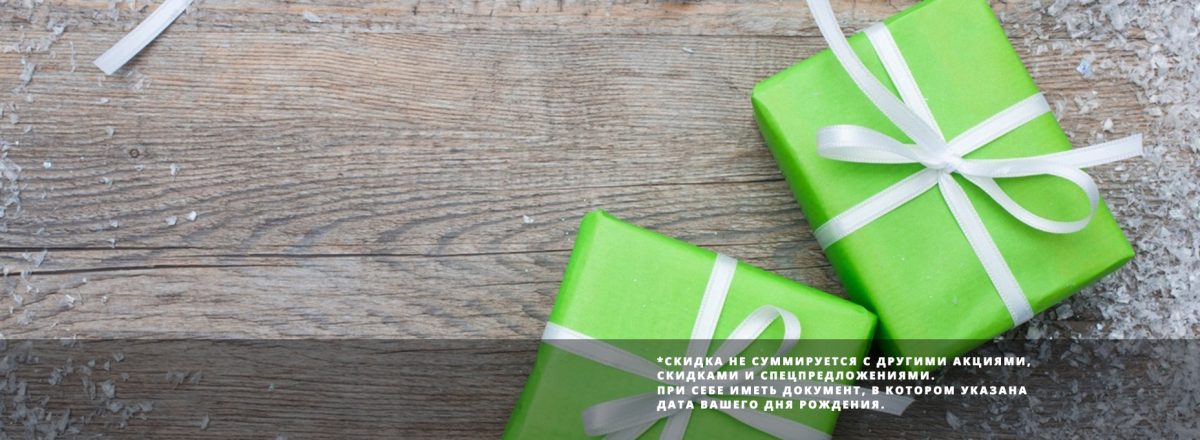 *СКИДКА НЕ СУММИРУЕТСЯ С ДРУГИМИ АКЦИЯМИ,
СКИДКАМИ И СПЕЦПРЕДЛОЖЕНИЯМИ.
ПРИ СЕБЕ ИМЕТЬ ДОКУМЕНТ, В КОТОРОМ УКАЗАНА
ДАТА ВАШЕГО ДНЯ РОЖДЕНИЯ.